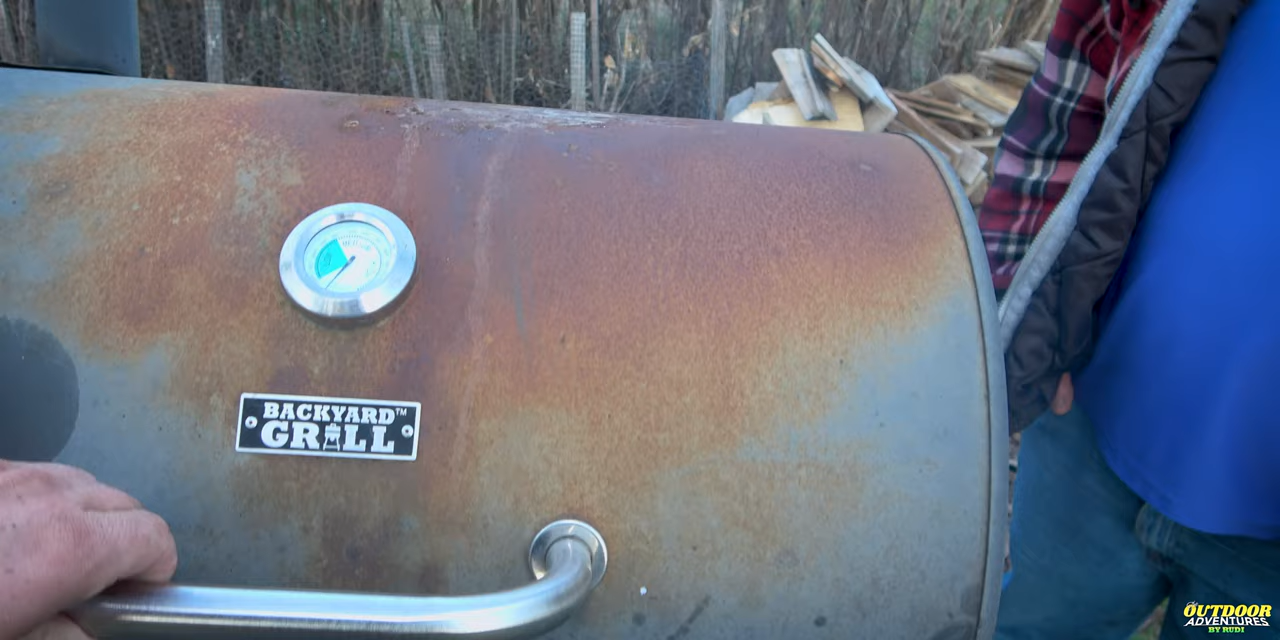 BACKYARD™
GRILL
OUTDOOR
ADVENTURES
BY RUDI